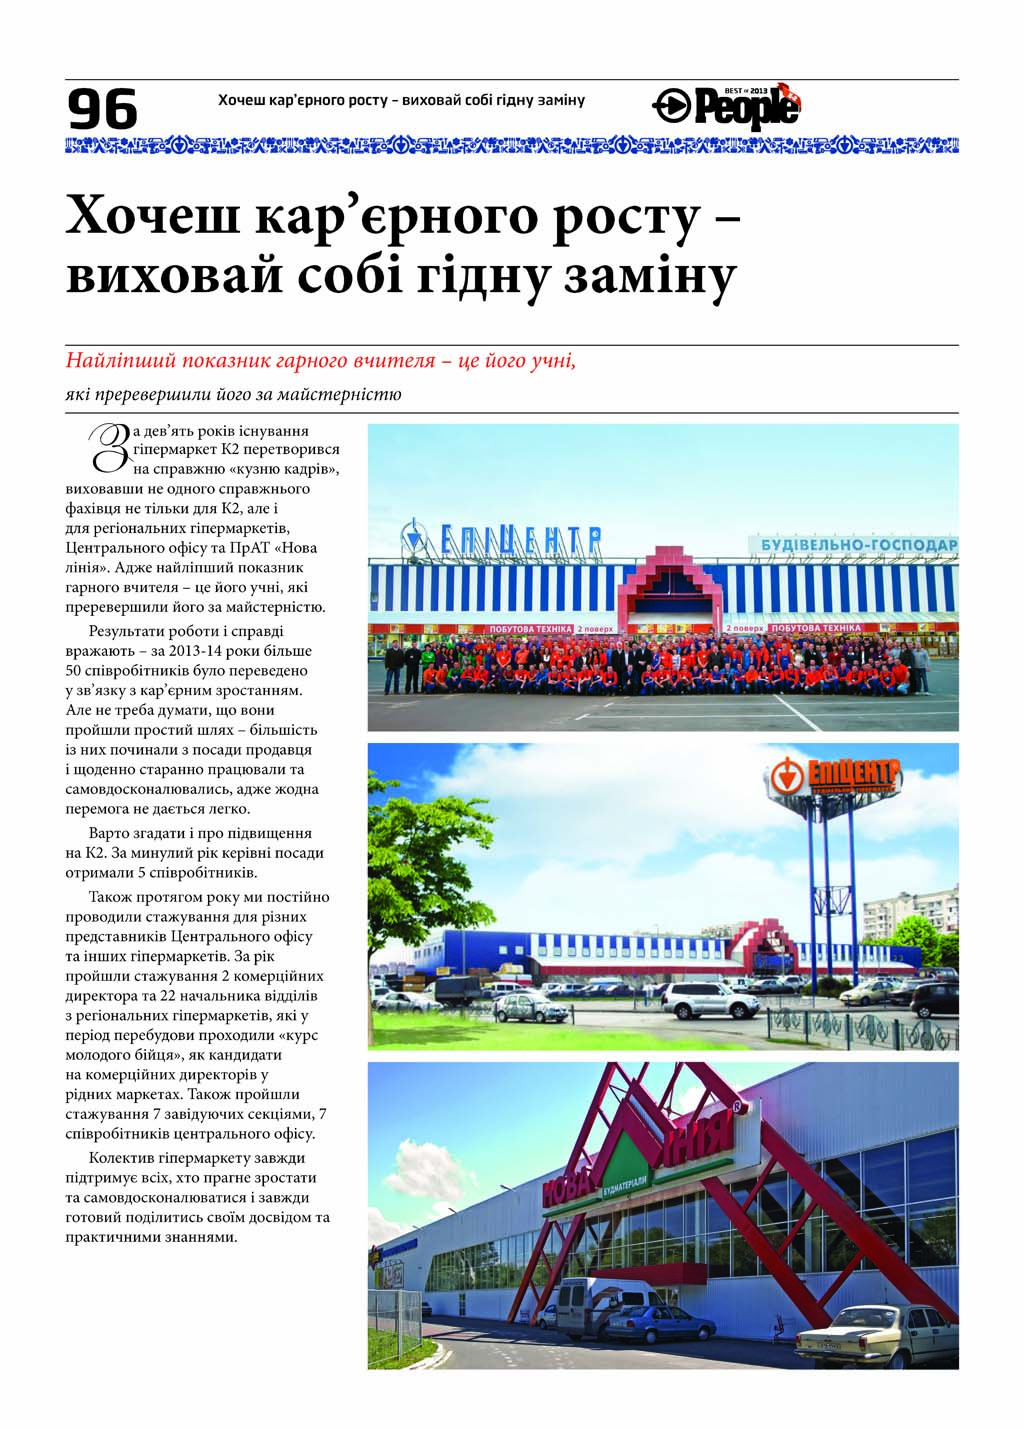 96
Хочеш кар’єрного росту – виховай собі гідну заміну
BEST OF 2013
People
Хочеш кар’єрного росту –
виховай собі гідну заміну
Найліпший показник гарного вчителя – це його учні,
які преревершили його за майстерністю
За дев’ять років існування
гіпермаркет К2 перетворився
на справжню «кузню кадрів»,
виховавши не одного справжнього
фахівця не тільки для К2, але і
для регіональних гіпермаркетів,
Центрального офісу та ПрАТ «Нова
лінія». Адже найліпший показник
гарного вчителя – це його учні, які
преревершили його за майстерністю.
Результати роботи і справді
вражають – за 2013-14 роки більше
50 співробітників було переведено
у зв’язку з кар’єрним зростанням.
Але не треба думати, що вони
пройшли простий шлях – більшість
із них починали з посади продавця
і щоденно старанно працювали та
самовдосконалювались, адже жодна
перемога не дається легко.
Варто згадати і про підвищення
на К2. За минулий рік керівні посади
отримали 5 співробітників.
Також протягом року ми постійно
проводили стажування для різних
представників Центрального офісу
та інших гіпермаркетів. За рік
пройшли стажування 2 комерційних
директора та 22 начальника відділів
з регіональних гіпермаркетів, які у
період перебудови проходили «курс
молодого бійця», як кандидати
на комерційних директорів у
рідних маркетах. Також пройшли
стажування 7 завідуючих секціями, 7
співробітників центрального офісу.
Колектив гіпермаркету завжди
підтримує всіх, хто прагне зростати
та самовдосконалюватися і завжди
готовий поділитись своїм досвідом та
практичними знаннями.
ЕПІЦЕНТР
БУДІВЕЛЬНО-ГОСПОДАР
ПОБУТОВА ТЕХНІКА 2 поверх
2 поверх ПОБУТОВА ТЕХНІКА
ЕПІЦЕНТР
НОВА ЛІНІЯ®
БУДМАТЕРІАЛИ